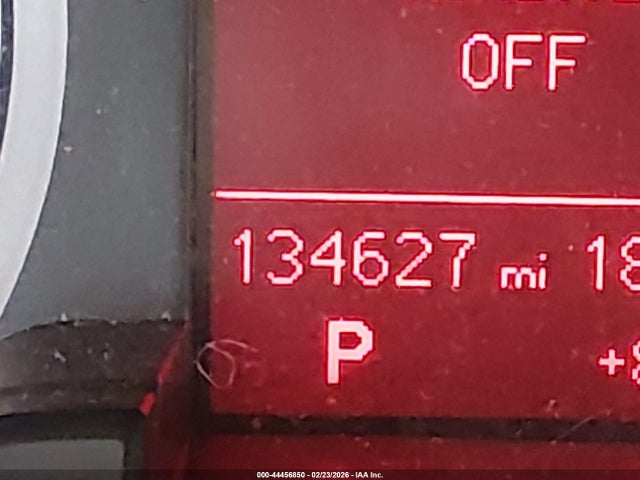 OFF
134627 mi 18
P +8
000-44456850 - 02/23/2026 - IAA Inc.